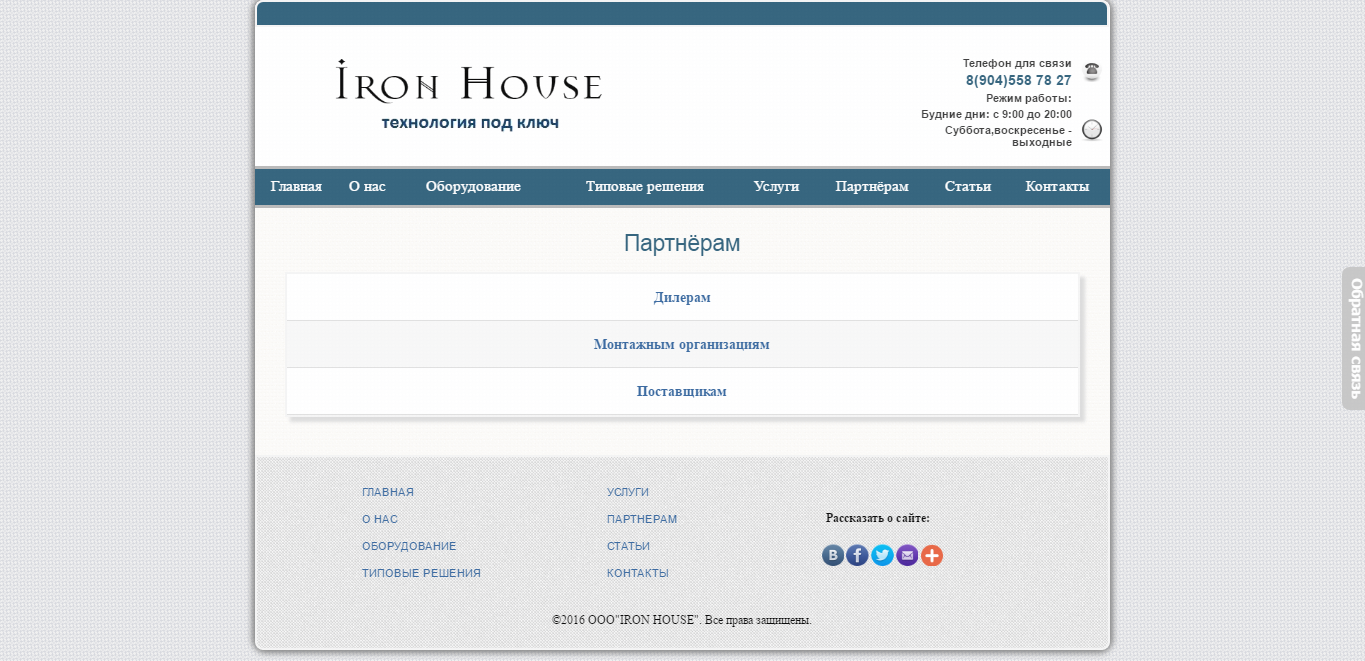 Iron House
технология под ключ
Телефон для связи
8(904)558 78 27
Режим работы:
Будние дни: с 9:00 до 20:00
Суббота,воскресенье -
выходные
Главная О нас Оборудование Типовые решения Услуги Партнёрам Статьи Контакты
Партнёрам
Дилерам
Монтажным организациям
Поставщикам
Обратная связь
ГЛАВНАЯ
О НАС
ОБОРУДОВАНИЕ
ТИПОВЫЕ РЕШЕНИЯ
УСЛУГИ
ПАРТНЕРАМ
СТАТЬИ
КОНТАКТЫ
Рассказать о сайте:
©2016 ООО"IRON HOUSE". Все права защищены.